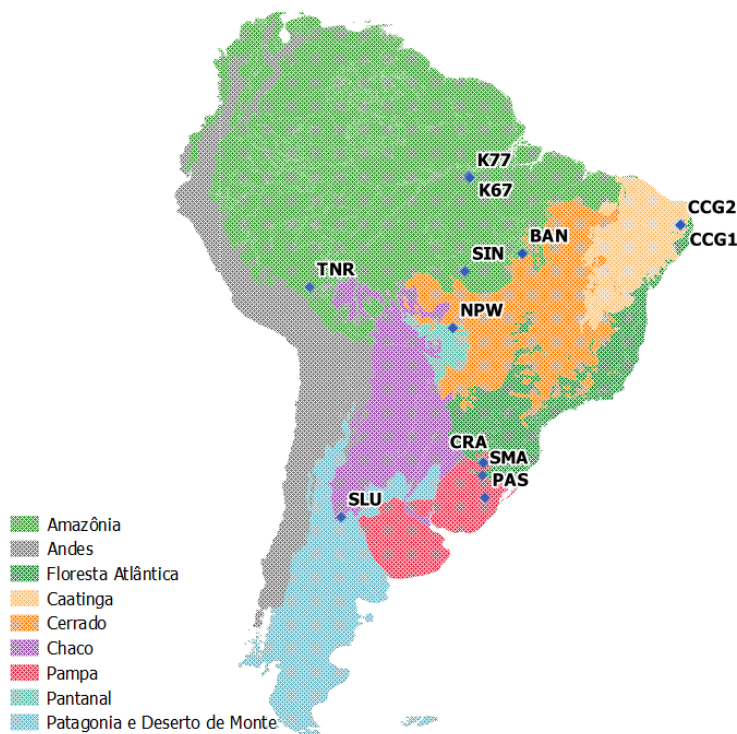 K77
K67
CCG2
CCG1
BAN
SIN
TNR
NPW
CRA
SMA
PAS
SLU
Amazônia
Andes
Floresta Atlântica
Caatinga
Cerrado
Chaco
Pampa
Pantanal
Patagonia e Deserto de Monte